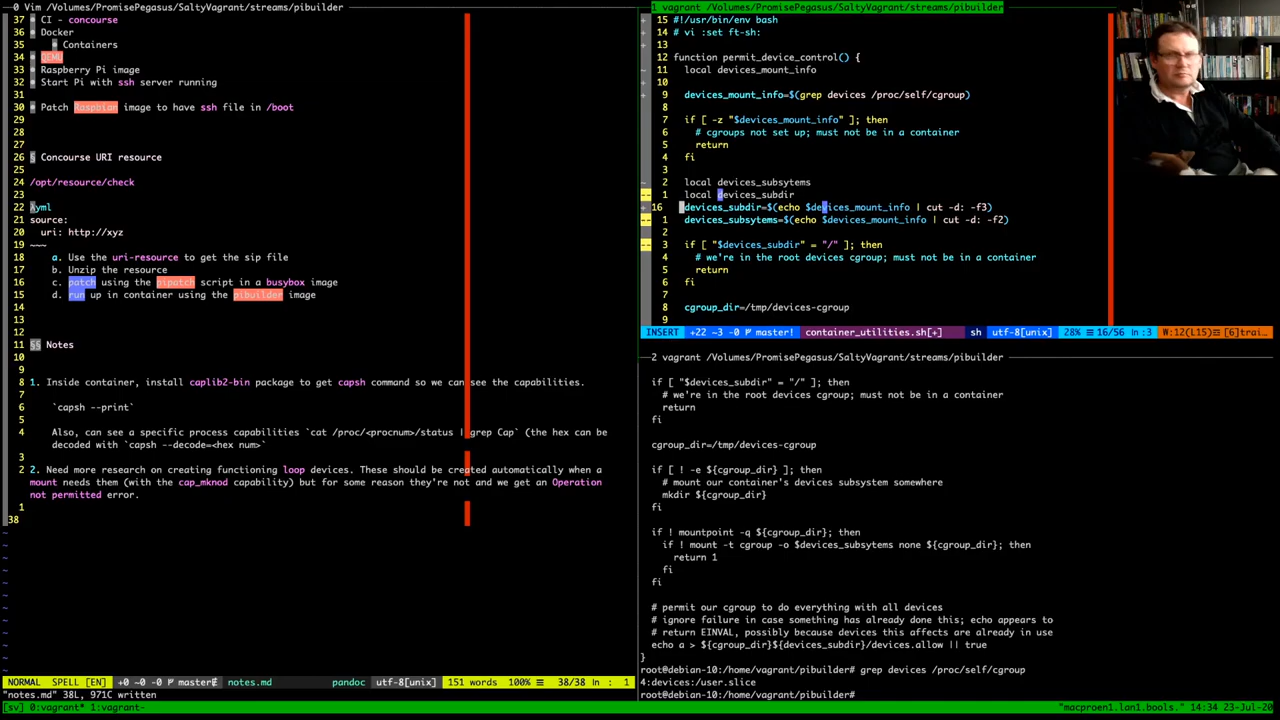 0 Vim /Volumes/PromisePegasus/SaltyVagrant/streams/pibuilder
37 CI - concourse
36 Docker
35 Containers
34 QEMU
33 Raspberry Pi image
32 Start Pi with ssh server running
31
30 Patch Raspbian image to have ssh file in /boot
29
28
27
26 § Concourse URI resource
25
24 /opt/resource/check
23
22 λyml
21 source:
20 uri: http://xyz
19 ~~~
18 a. Use the uri-resource to get the sip file
17 b. Unzip the resource
16 c. patch using the pipatch script in a busybox image
15 d. run up in container using the pibuilder image
14
13
12
11 §§ Notes
10
9
8 1. Inside container, install caplib2-bin package to get capsh command so we can see the capabilities.
7
6 `capsh --print`
5
4 Also, can see a specific process capabilities `cat /proc/<procnum>/status | grep Cap` (the hex can be
decoded with `capsh --decode=<hex num>`
3
2 2. Need more research on creating functioning loop devices. These should be created automatically when a
mount needs them (with the cap_mknod capability) but for some reason they're not and we get an Operation
not permitted error.
1
38
~
~
~
~
~
~
~
~
~
~
~
~
NORMAL SPELL [EN] +0 ~0 -0 master notes.md pandoc utf-8[unix] 151 words 100% ≡ 38/38 ln : 1
"notes.md" 38L, 971C written
1 vagrant /Volumes/PromisePegasus/SaltyVagrant/streams/pibuilder
+ 15 #!/usr/bin/env bash
+ 14 # vi :set ft-sh:
+ 13
12 function permit_device_control() {
~ 11 local devices_mount_info
+ 10
+ 9 devices_mount_info=$(grep devices /proc/self/cgroup)
8
7 if [ -z "$devices_mount_info" ]; then
6 # cgroups not set up; must not be in a container
5 return
4 fi
3
~ 2 local devices_subsytems
-- 1 local devices_subdir
+ 16 devices_subdir=$(echo $devices_mount_info | cut -d: -f3)
-- 1 devices_subsytems=$(echo $devices_mount_info | cut -d: -f2)
2
-- 3 if [ "$devices_subdir" = "/" ]; then
4 # we're in the root devices cgroup; must not be in a container
5 return
6 fi
7
8 cgroup_dir=/tmp/devices-cgroup
9
INSERT +22 ~3 -0 master! container_utilities.sh[+] sh utf-8[unix] 28% ≡ 16/56 ln : 3 W:12(L15) [6]trai...
2 vagrant /Volumes/PromisePegasus/SaltyVagrant/streams/pibuilder
if [ "$devices_subdir" = "/" ]; then
# we're in the root devices cgroup; must not be in a container
return
fi
cgroup_dir=/tmp/devices-cgroup
if [ ! -e ${cgroup_dir} ]; then
# mount our container's devices subsystem somewhere
mkdir ${cgroup_dir}
fi
if ! mountpoint -q ${cgroup_dir}; then
if ! mount -t cgroup -o $devices_subsytems none ${cgroup_dir}; then
return 1
fi
fi
# permit our cgroup to do everything with all devices
# ignore failure in case something has already done this; echo appears to
# return EINVAL, possibly because devices this affects are already in use
echo a > ${cgroup_dir}${devices_subdir}/devices.allow || true
}
root@debian-10:/home/vagrant/pibuilder# grep devices /proc/self/cgroup
4:devices:/user.slice
root@debian-10:/home/vagrant/pibuilder#
[sv] 0:vagrant* 1:vagrant- "macproen1.lan1.bools." 14:34 23-Jul-20